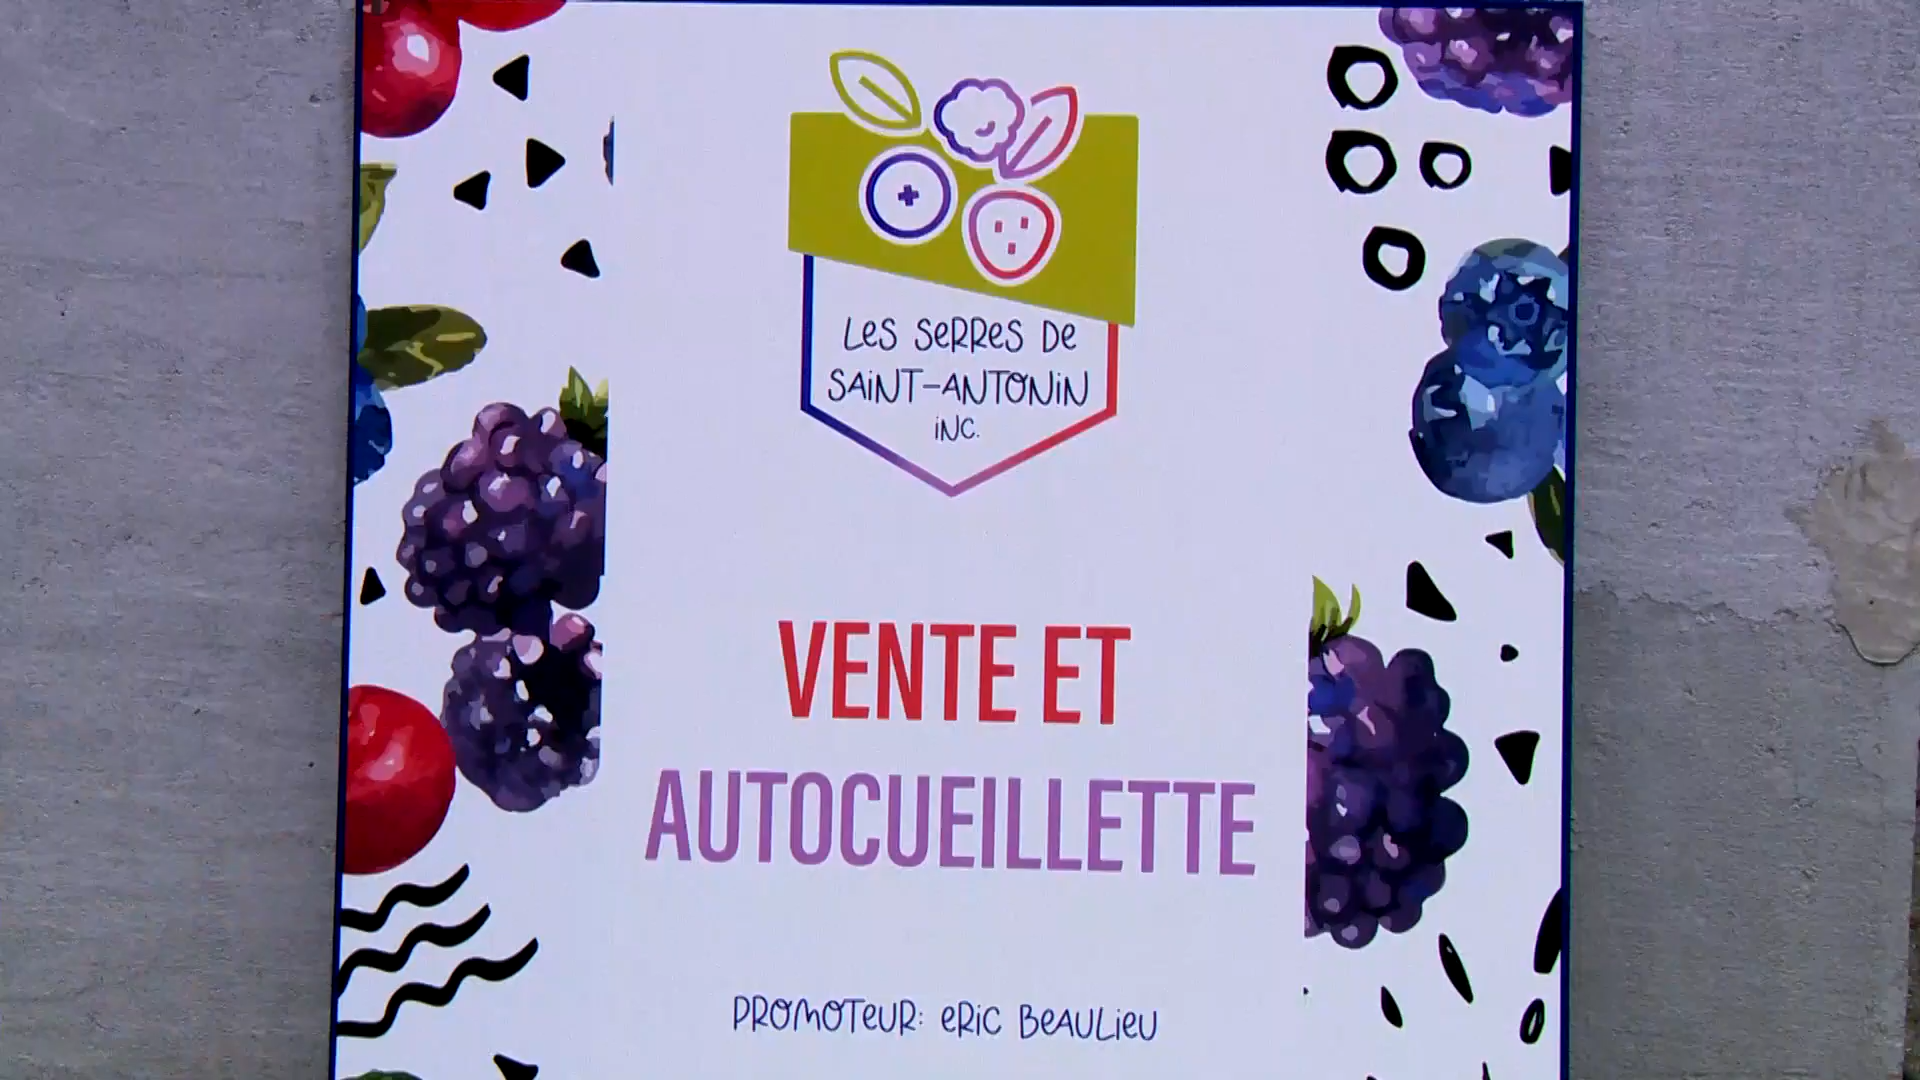 Les Serres de
Saint-Antonin
inc.
VENTE ET
AUTOCUEILLETTE
Promoteur: Eric Beaulieu